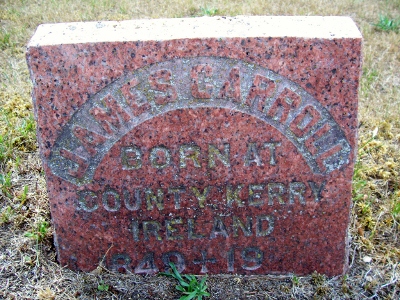 JAMES CARROLL
BORN AT
COUNTY KERRY
IRELAND